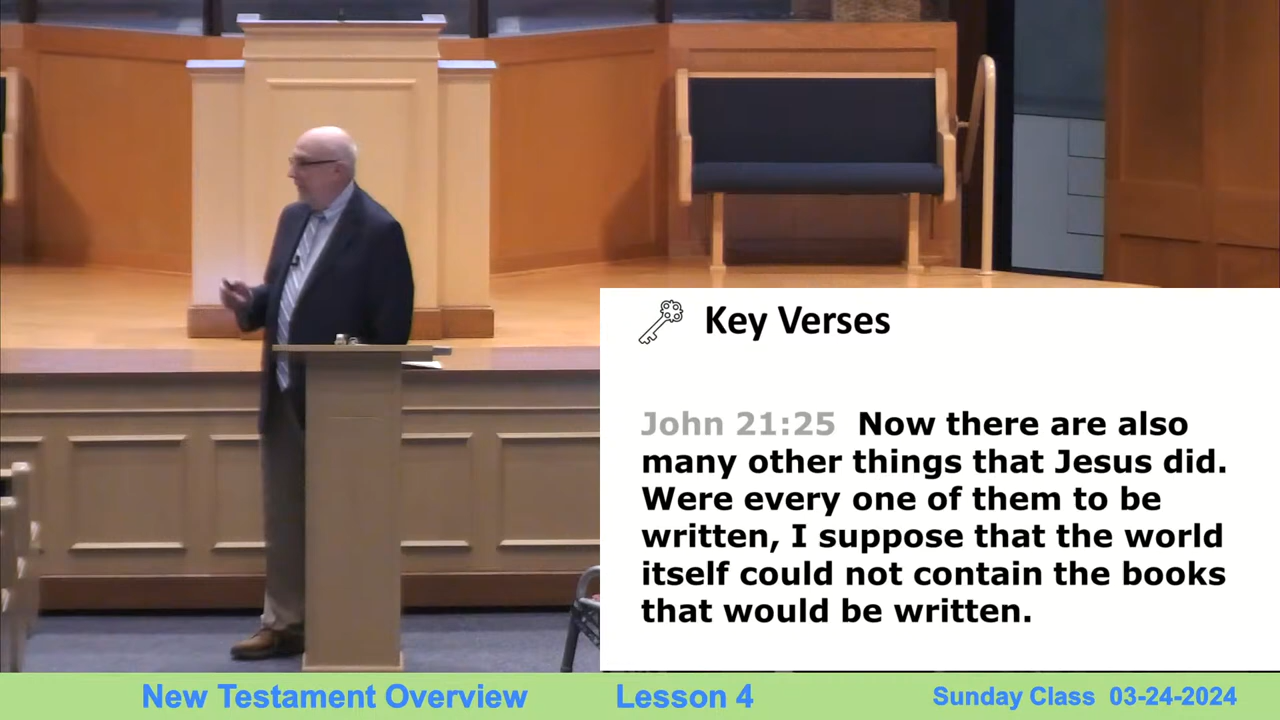 Key Verses
John 21:25 Now there are also
many other things that Jesus did.
Were every one of them to be
written, I suppose that the world
itself could not contain the books
that would be written.
New Testament Overview Lesson 4 Sunday Class 03-24-2024